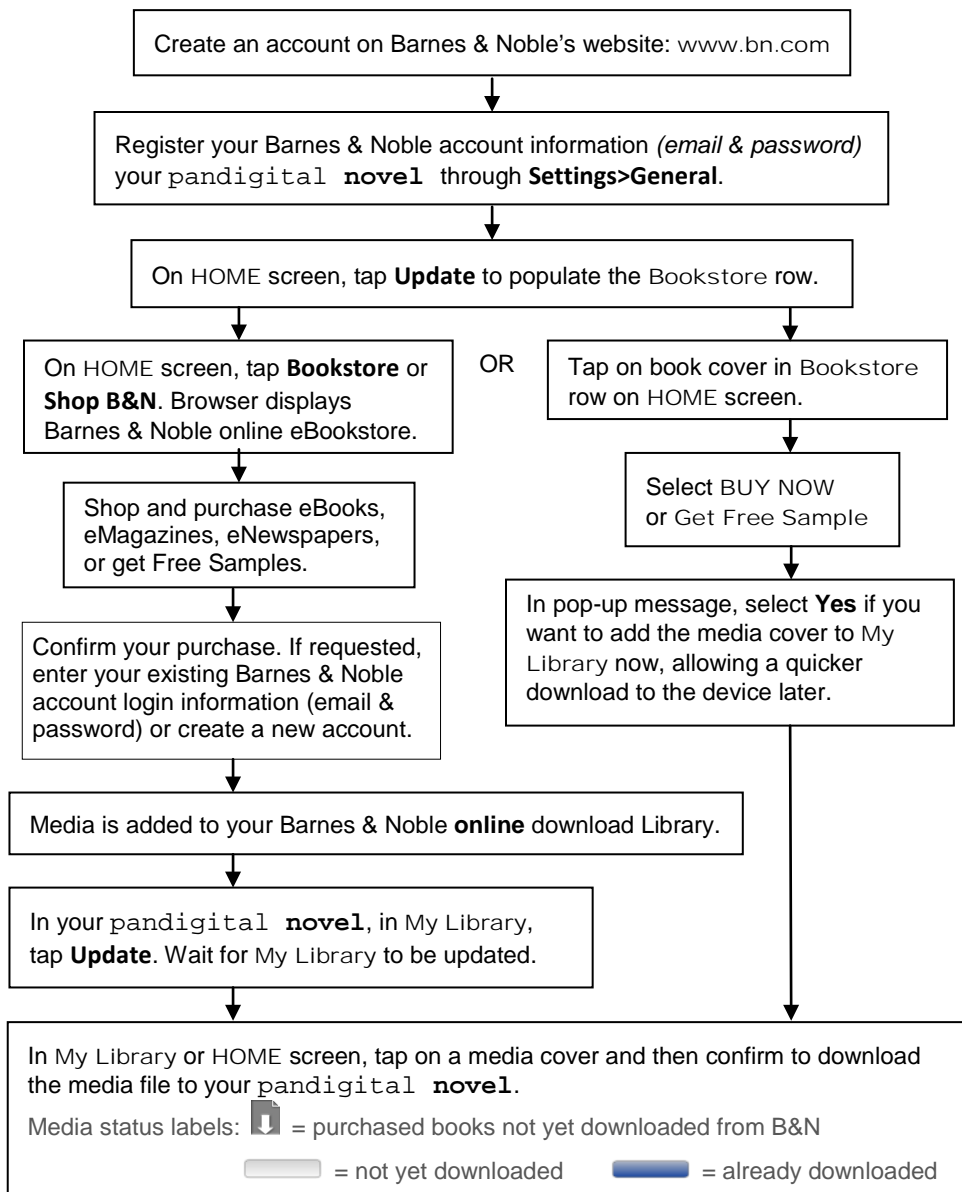 Create an account on Barnes & Noble's website: www.bn.com
Register your Barnes & Noble account information (email & password)
your pandigital novel through Settings>General.
On HOME screen, tap Update to populate the Bookstore row.
On HOME screen, tap Bookstore or
Shop B&N. Browser displays
Barnes & Noble online eBookstore.
OR
Tap on book cover in Bookstore
row on HOME screen.
Shop and purchase eBooks,
eMagazines, eNewspapers,
or get Free Samples.
Select BUY NOW
or Get Free Sample
Confirm your purchase. If requested,
enter your existing Barnes & Noble
account login information (email &
password) or create a new account.
In pop-up message, select Yes if you
want to add the media cover to My
Library now, allowing a quicker
download to the device later.
Media is added to your Barnes & Noble online download Library.
In your pandigital novel, in My Library,
tap Update. Wait for My Library to be updated.
In My Library or HOME screen, tap on a media cover and then confirm to download
the media file to your pandigital novel.
Media status labels: = purchased books not yet downloaded from B&N
= not yet downloaded = already downloaded